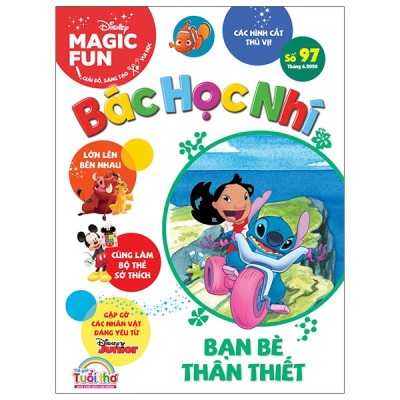 Disney
MAGIC
FUN
GIẢI ĐỐ, SÁNG TẠO
VUI HỌC
CÁC HÌNH CẮT
THÚ VỊ!
SỐ 97
Tháng 6.2020
Bác Học Nhí
LỚN LÊN
BÊN NHAU
CÙNG LÀM
BỘ THẺ
SỞ THÍCH
GẶP GỠ
CÁC NHÂN VẬT
ĐÁNG YÊU TỪ
Disney Junior
BẠN BÈ
THÂN THIẾT
Thế giới
Tuổi thơ